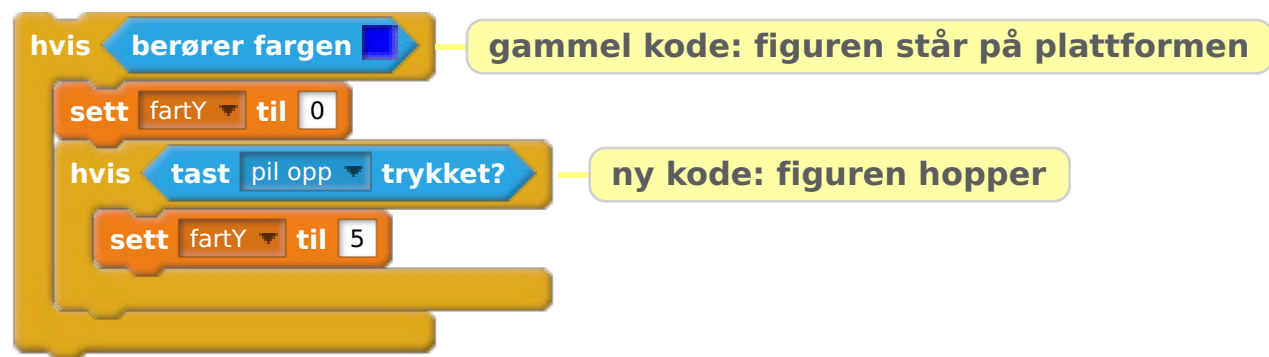 hvis berører fargen gammel kode: figuren står på plattformen
sett fartY til 0
hvis tast pil opp trykket? ny kode: figuren hopper
sett fartY til 5